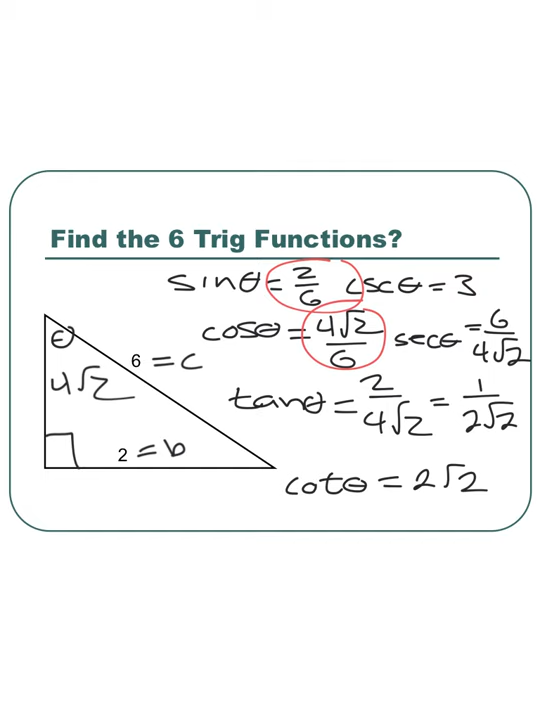 Find the 6 Trig Functions?
sinθ = 2/6 cscθ = 3
cosθ = 4√2/6 secθ = 6/4√2
θ
6 = c
4√2
tanθ = 2/4√2 = 1/2√2
2 = b
cotθ = 2√2